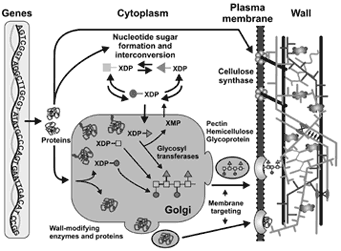 Genes
Cytoplasm
Plasma
membrane
Wall
Nucleotide sugar
formation and
interconversion
XDP
XDP
XDP
Cellulose
synthase
Proteins
XDP
XMP
XDP
XDP
Glycosyl
transferases
Pectin
Hemicellulose
Glycoprotein
Golgi
Membrane
targeting
Wall-modifying
enzymes and proteins